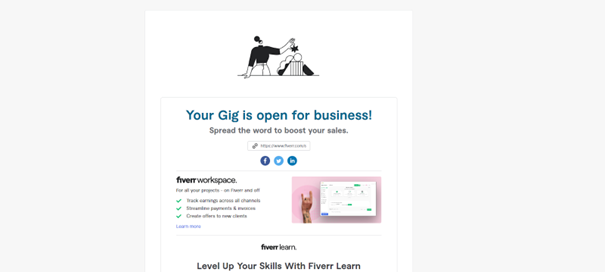 Your Gig is open for business!
Spread the word to boost your sales.
https://www.fiverr.com/s
fiverr workspace.
For all your projects - on Fiverr and off
Track earnings across all channels
Streamline payments & invoices
Create offers to new clients
Learn more
fiverr learn.
Level Up Your Skills With Fiverr Learn